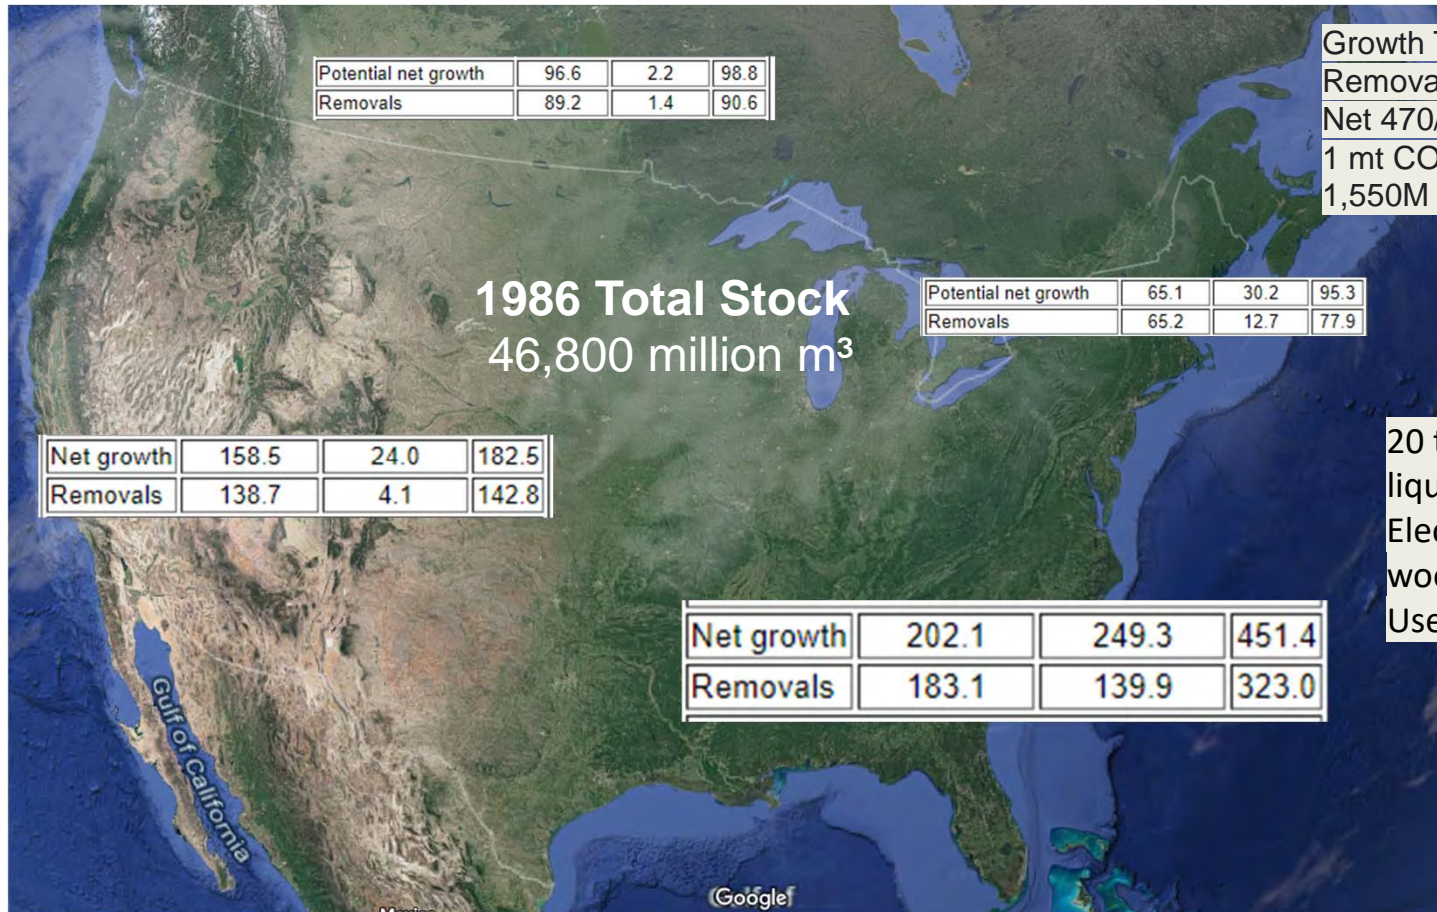 Potential net growth 96.6 2.2 98.8
Removals 89.2 1.4 90.6
Growth
Net 470/
1 mt CO
1,550M
1986 Total Stock
46,800 million m³
Potential net growth 65.1 30.2 95.3
Removals 65.2 12.7 77.9
Net growth 158.5 24.0 182.5
Removals 138.7 4.1 142.8
20
Use
Net growth 202.1 249.3 451.4
Removals 183.1 139.9 323.0
Gulf of California
Google